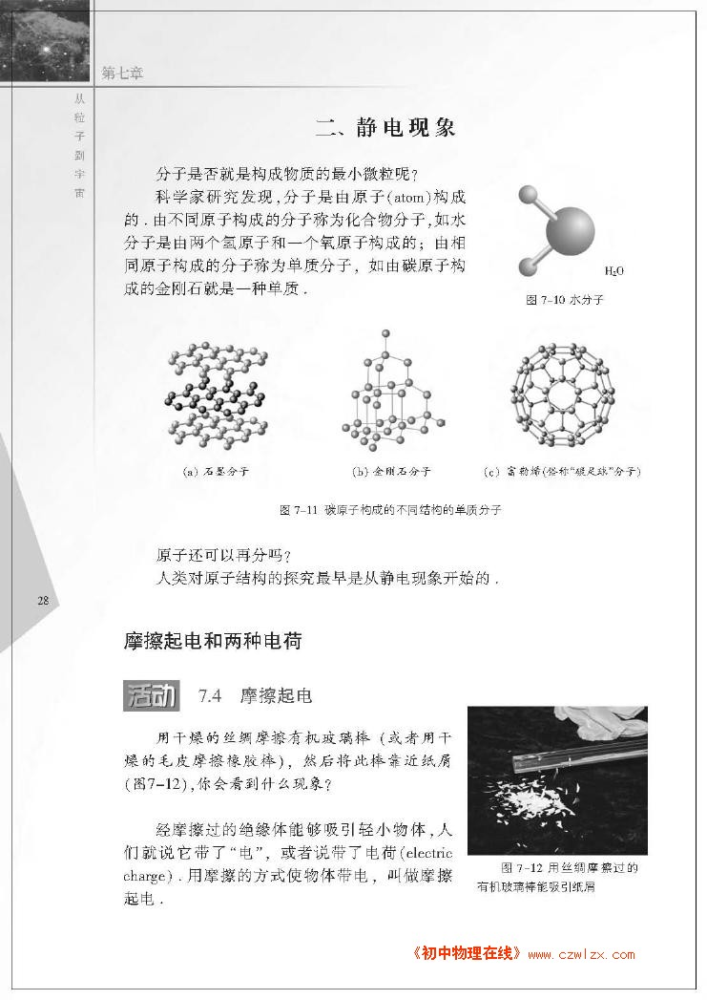 第七章
从粒子到宇宙
二、静电现象
分子是否就是构成物质的最小微粒呢?
科学家研究发现,分子是由原子(atom)构成
的.由不同原子构成的分子称为化合物分子,如水
分子是由两个氢原子和一个氧原子构成的;由相
同原子构成的分子称为单质分子,如由碳原子构
成的金刚石就是一种单质.
H₂O
图 7-10 水分子
(a) 石墨分子
(b) 金刚石分子
(c) 富勒烯(俗称“碳足球”分子)
图 7-11 碳原子构成的不同结构的单质分子
原子还可以再分吗?
人类对原子结构的探究最早是从静电现象开始的.
28
摩擦起电和两种电荷
活动 7.4 摩擦起电
用干燥的丝绸摩擦有机玻璃棒(或者用干
燥的毛皮摩擦橡胶棒),然后将此棒靠近纸屑
(图7-12),你会看到什么现象?
经摩擦过的绝缘体能够吸引轻小物体,人
们就说它带了“电”,或者说带了电荷(electric
charge).用摩擦的方式使物体带电,叫做摩擦
起电.
图 7-12 用丝绸摩擦过的
有机玻璃棒能吸引纸屑
《初中物理在线》www.czwlzx.com